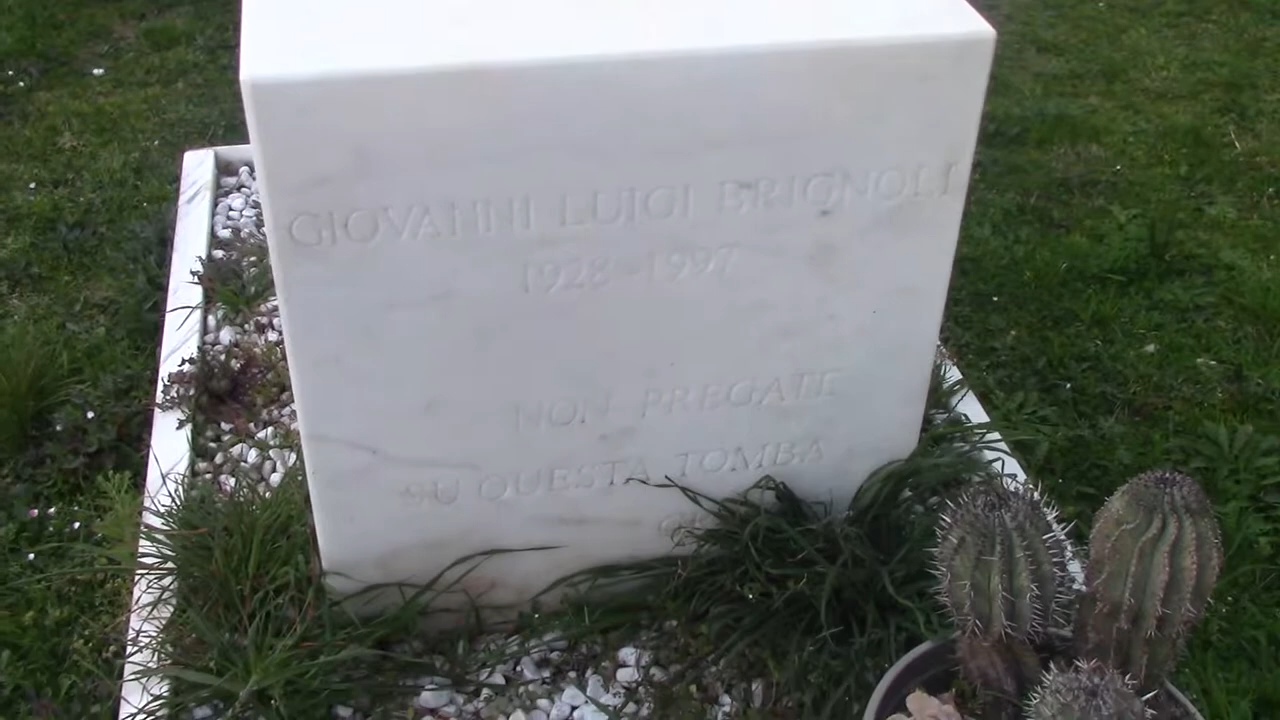 GIOVANNI LUIGI BRIGNOLI
1928-1997
NON PREGATE
SU QUESTA TOMBA